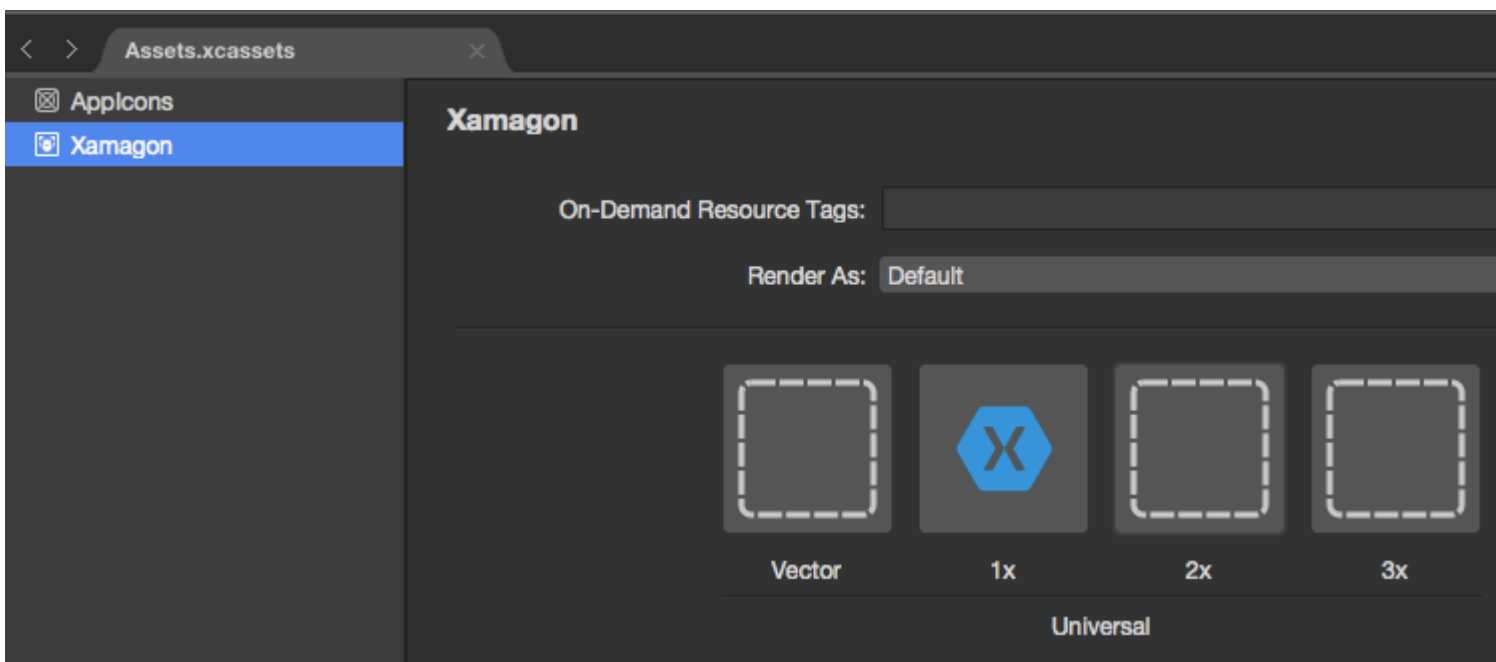 Assets.xcassets
AppIcons
Xamagon
Xamagon
On-Demand Resource Tags:
Render As: Default
X
Vector 1x 2x 3x
Universal